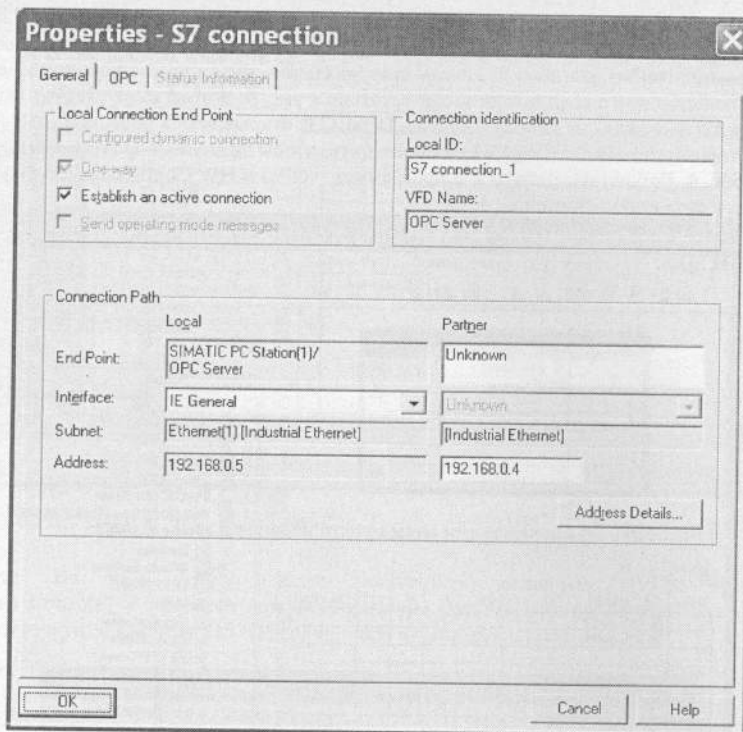 Properties - S7 connection
General OPC Status Information
Local Connection End Point
Configured dynamic connection
One-way
Establish an active connection
Send operating mode messages
Connection identification
Local ID:
S7 connection_1
VFD Name:
OPC Server
Connection Path
Local Partner
End Point: SIMATIC PC Station(1)/ Unknown
OPC Server
Interface: IE General Unknown
Subnet: Ethernet(1) [Industrial Ethernet] [Industrial Ethernet]
Address: 192.168.0.5 192.168.0.4
Address Details...
OK Cancel Help